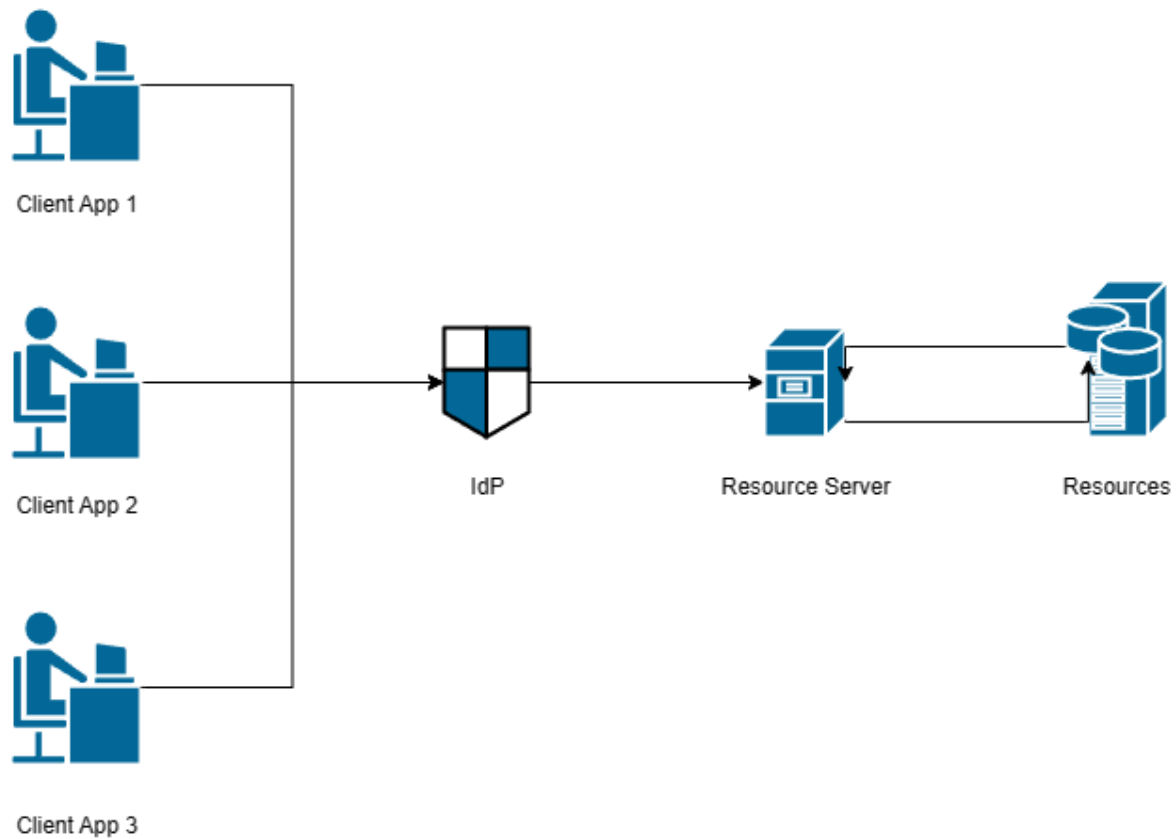 Client App 1
Client App 2
IdP
Resource Server
Resources
Client App 3